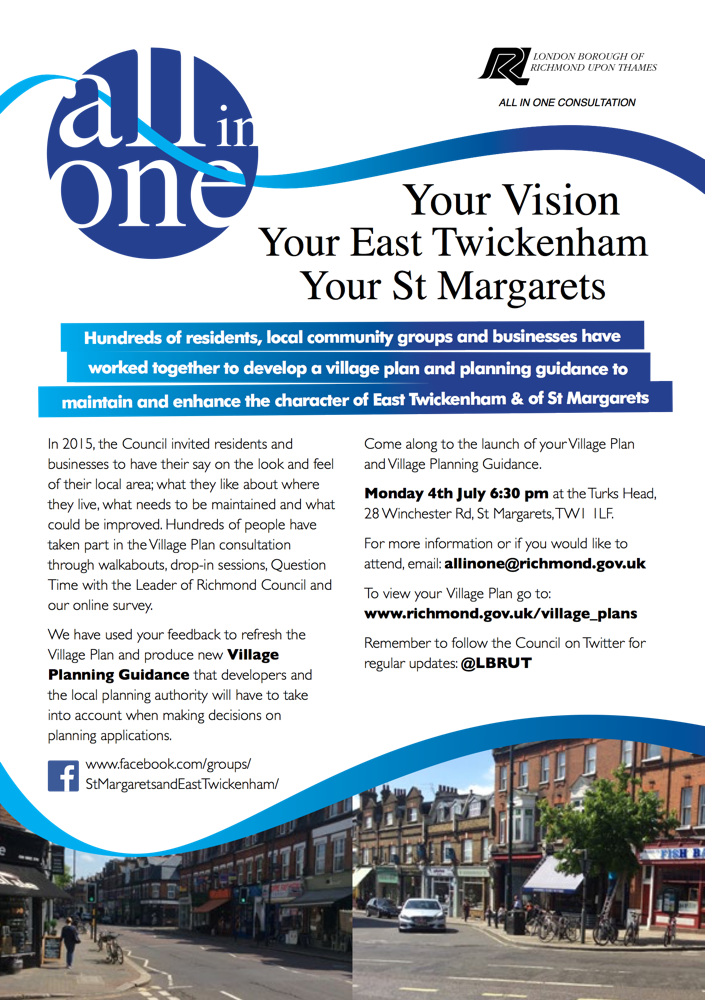 all in
one
LONDON BOROUGH OF
RICHMOND UPON THAMES
ALL IN ONE CONSULTATION
Your Vision
Your East Twickenham
Your St Margarets
Hundreds of residents, local community groups and businesses have
worked together to develop a village plan and planning guidance to
maintain and enhance the character of East Twickenham & of St Margarets
In 2015, the Council invited residents and
businesses to have their say on the look and feel
of their local area; what they like about where
they live, what needs to be maintained and what
could be improved. Hundreds of people have
taken part in the Village Plan consultation
through walkabouts, drop-in sessions, Question
Time with the Leader of Richmond Council and
our online survey.
We have used your feedback to refresh the
Village Plan and produce new Village
Planning Guidance that developers and
the local planning authority will have to take
into account when making decisions on
planning applications.
www.facebook.com/groups/
StMargaretsandEastTwickenham/
Come along to the launch of your Village Plan
and Village Planning Guidance.
Monday 4th July 6:30 pm at the Turks Head,
28 Winchester Rd, St Margarets, TW1 1LF.
For more information or if you would like to
attend, email: allinone@richmond.gov.uk
To view your Village Plan go to:
www.richmond.gov.uk/village_plans
Remember to follow the Council on Twitter for
regular updates: @LBRUT
FISH